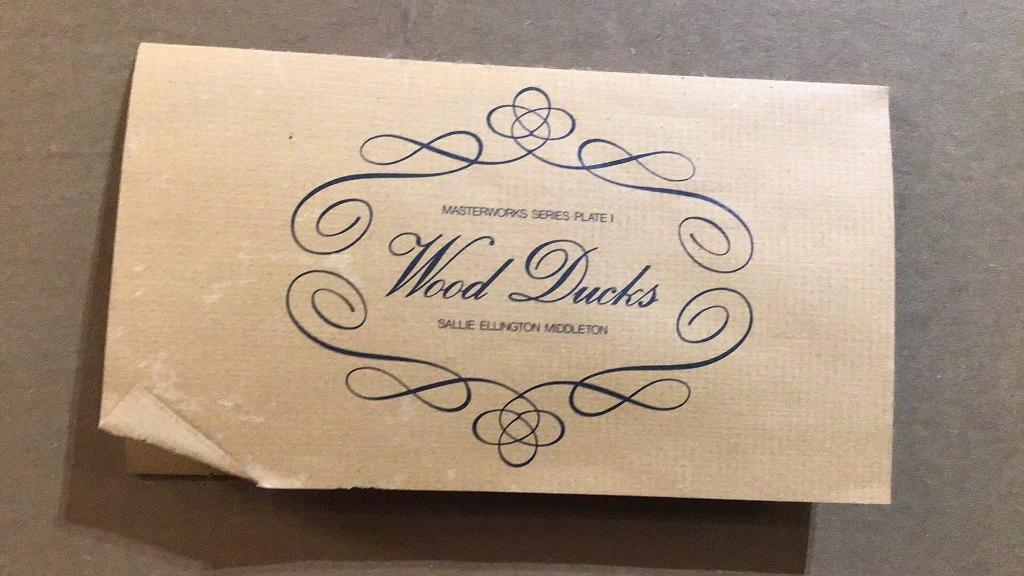 MASTERWORKS SERIES PLATE I
Wood Ducks
SALLIE ELLINGTON MIDDLETON